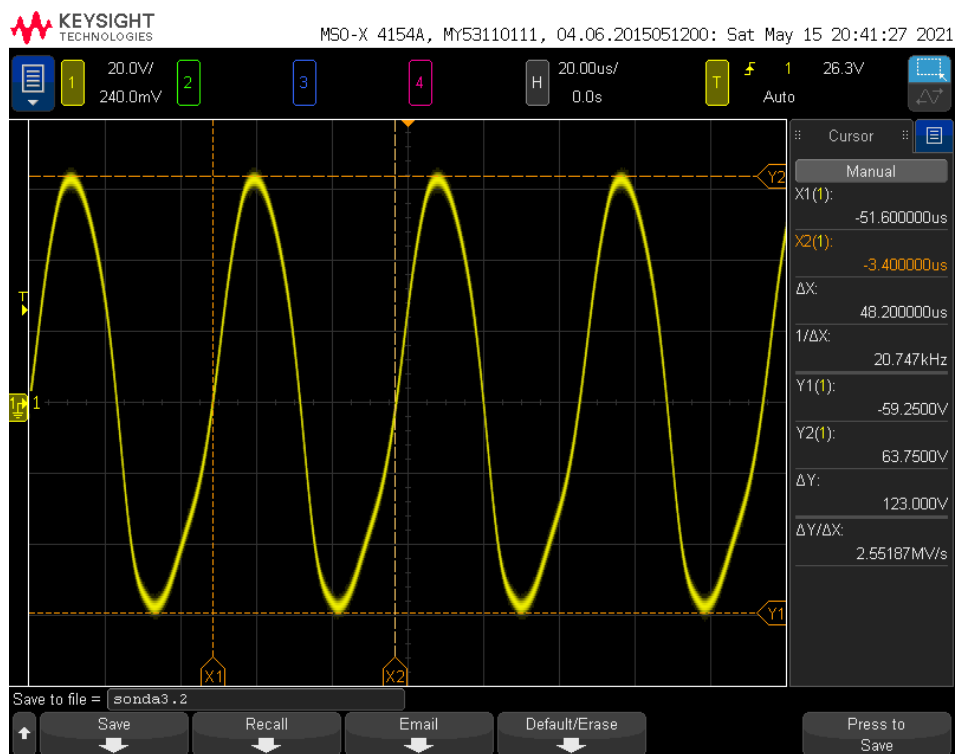 KEYSIGHT
TECHNOLOGIES
MSO-X 4154A, MY53110111, 04.06.2015051200: Sat May 15 20:41:27 2021
1 20.0V/ 240.0mV 2 3 4 H 20.00us/ 0.0s T 1 26.3V Auto
Cursor
Manual
X1(1):
-51.600000us
X2(1):
-3.400000us
ΔX:
48.200000us
1/ΔX:
20.747kHz
Y1(1):
-59.2500V
Y2(1):
63.7500V
ΔY:
123.000V
ΔY/ΔX:
2.55187MV/s
Y2
T
1 1
Y1
X1 X2
Save to file = sonda3.2
Save Recall Email Default/Erase Press to Save